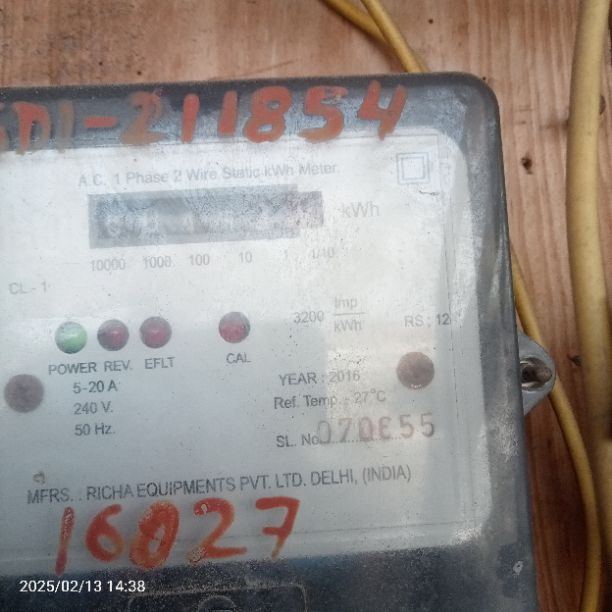 SDI-211854
A.C. 1 Phase 2 Wire Static kWh Meter.
kWh
10000 1000 100 10 1 1/10
CL-1
3200 Imp/kWh
RS : 12
POWER REV. EFLT CAL
5-20 A
240 V.
50 Hz.
YEAR : 2016
Ref. Temp. : 27°C
SL. No.
MFRS. : RICHA EQUIPMENTS PVT. LTD. DELHI, (INDIA)
16027
2025/02/13 14:38